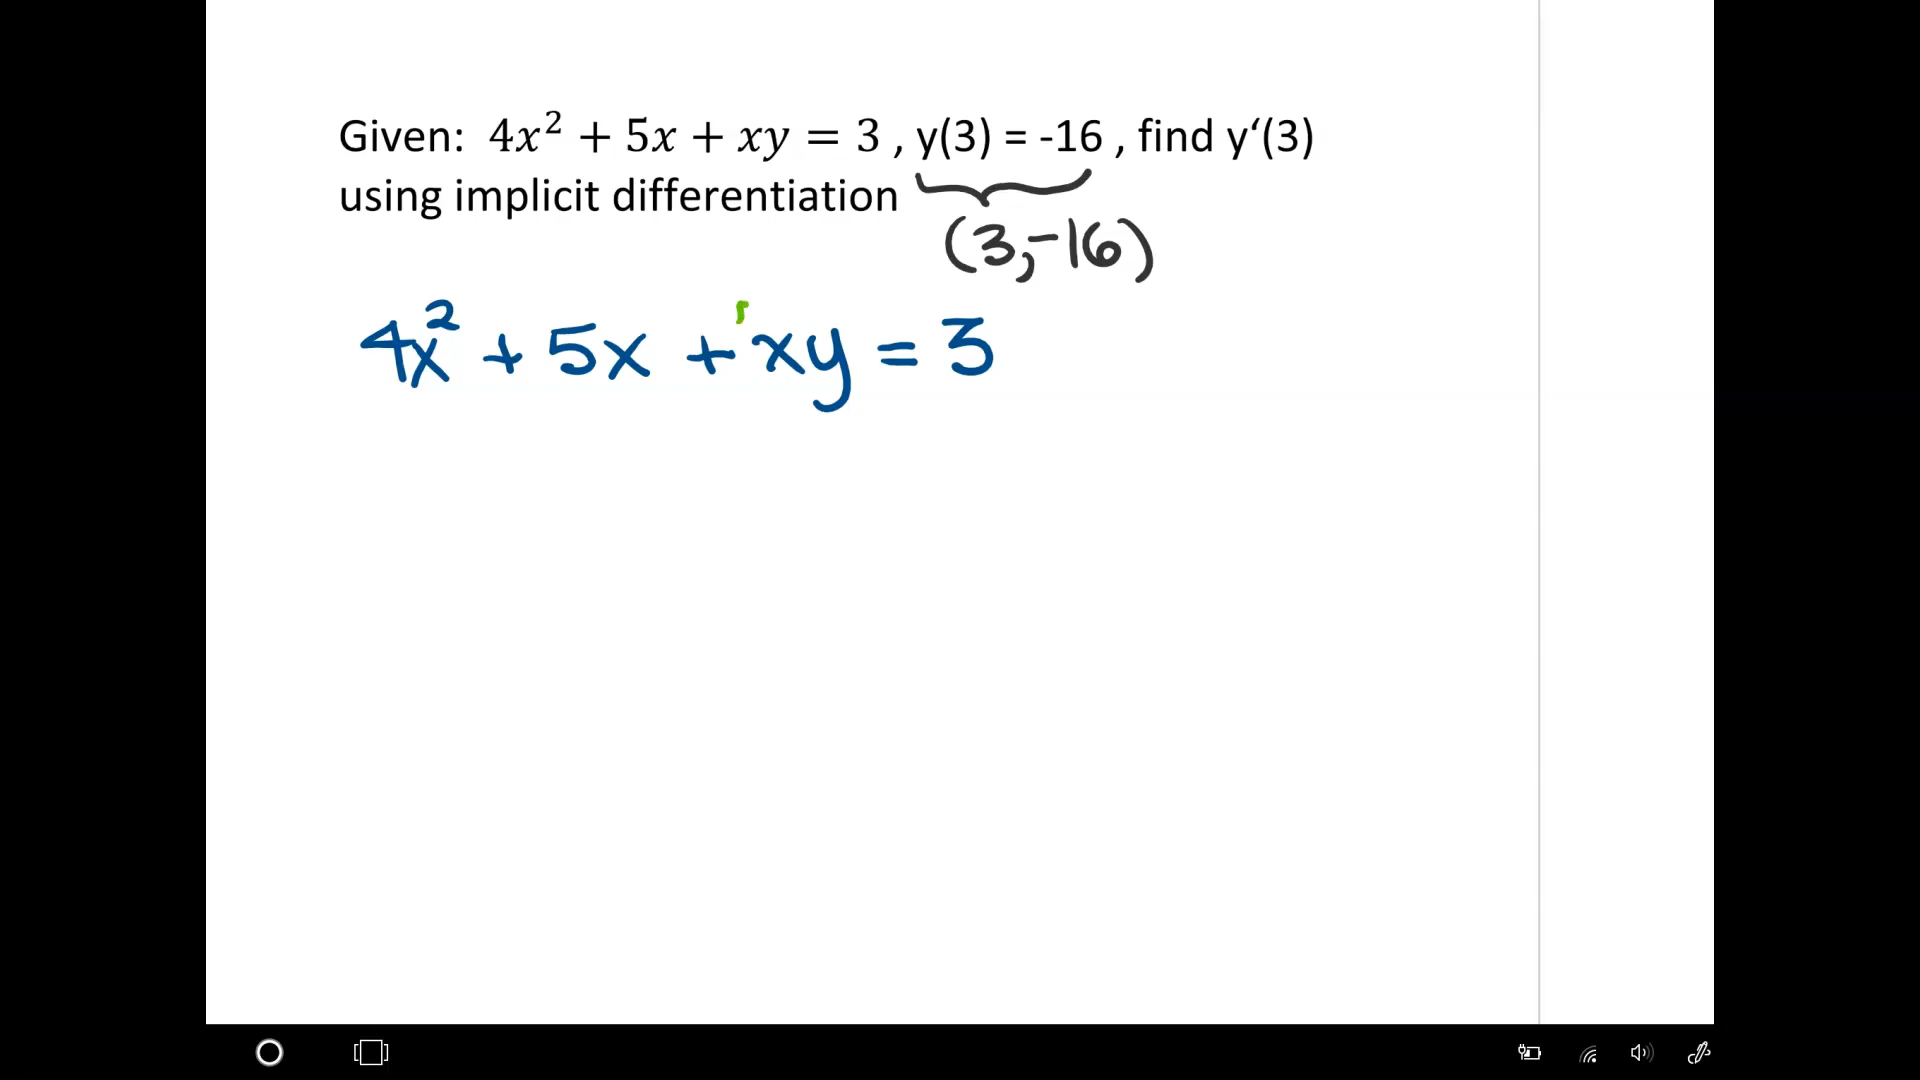 Given: 4x² + 5x + xy = 3 , y(3) = -16 , find y‘(3)
using implicit differentiation
(3,-16)
4x² + 5x + xy = 3